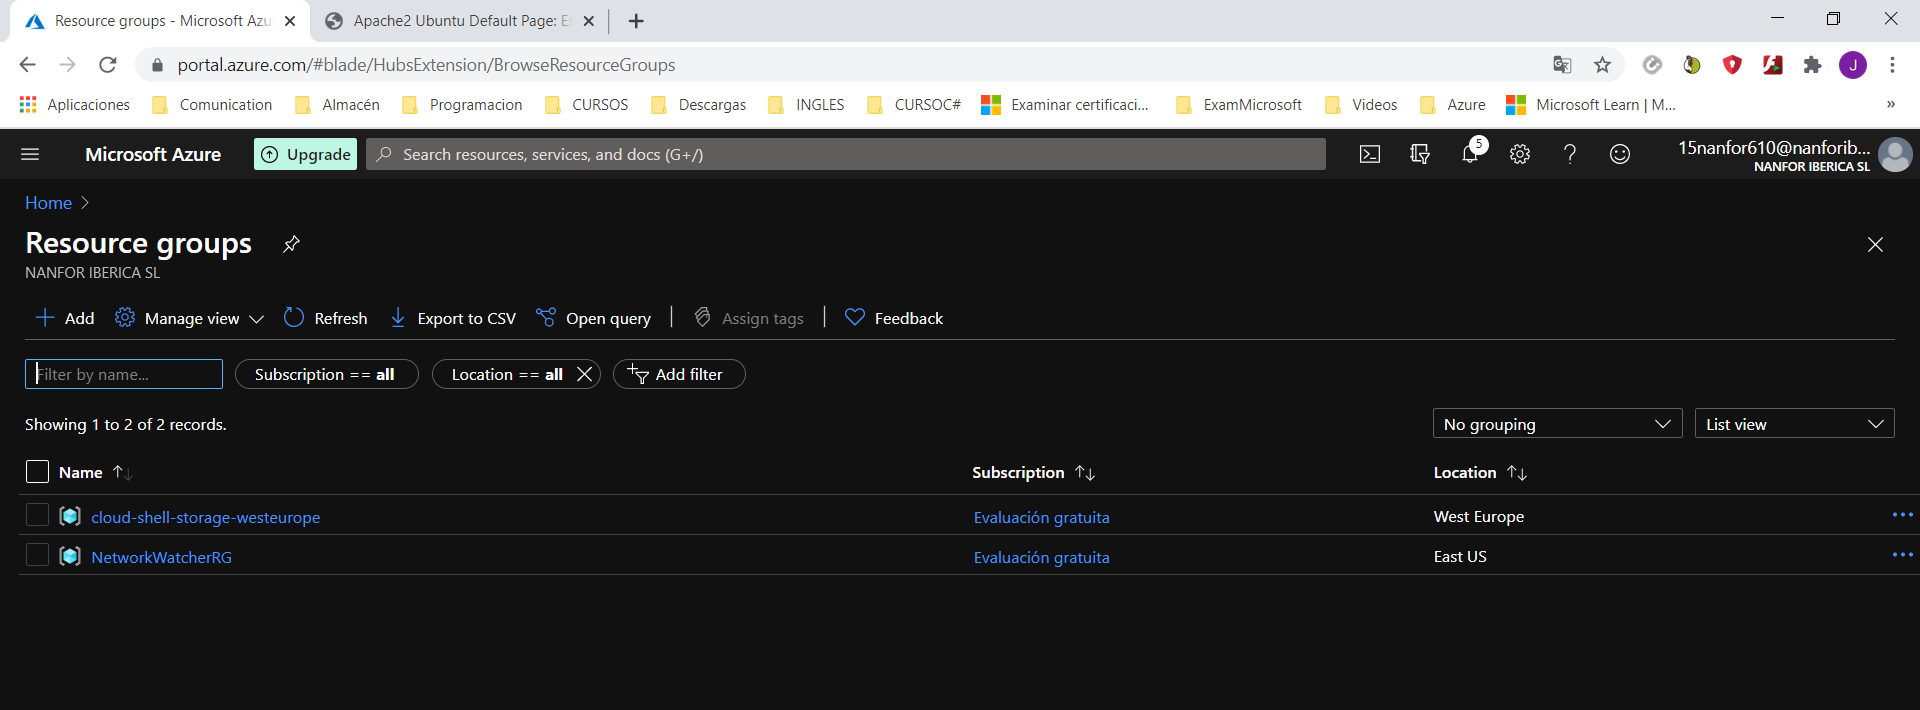 Resource groups - Microsoft Azu
Apache2 Ubuntu Default Page: Es
portal.azure.com/#blade/HubsExtension/BrowseResourceGroups
J
Aplicaciones
Comunication
Almacén
Programacion
CURSOS
Descargas
INGLES
CURSOC#
Examinar certificaci...
ExamMicrosoft
Videos
Azure
Microsoft Learn | M...
»
Microsoft Azure
Upgrade
Search resources, services, and docs (G+/)
5
15nanfor610@nanforib...
NANFOR IBERICA SL
Home
Resource groups
NANFOR IBERICA SL
Add
Manage view
Refresh
Export to CSV
Open query
Assign tags
Feedback
Filter by name...
Subscription == all
Location == all
Add filter
Showing 1 to 2 of 2 records.
No grouping
List view
Name
Subscription
Location
cloud-shell-storage-westeurope
Evaluación gratuita
West Europe
NetworkWatcherRG
Evaluación gratuita
East US